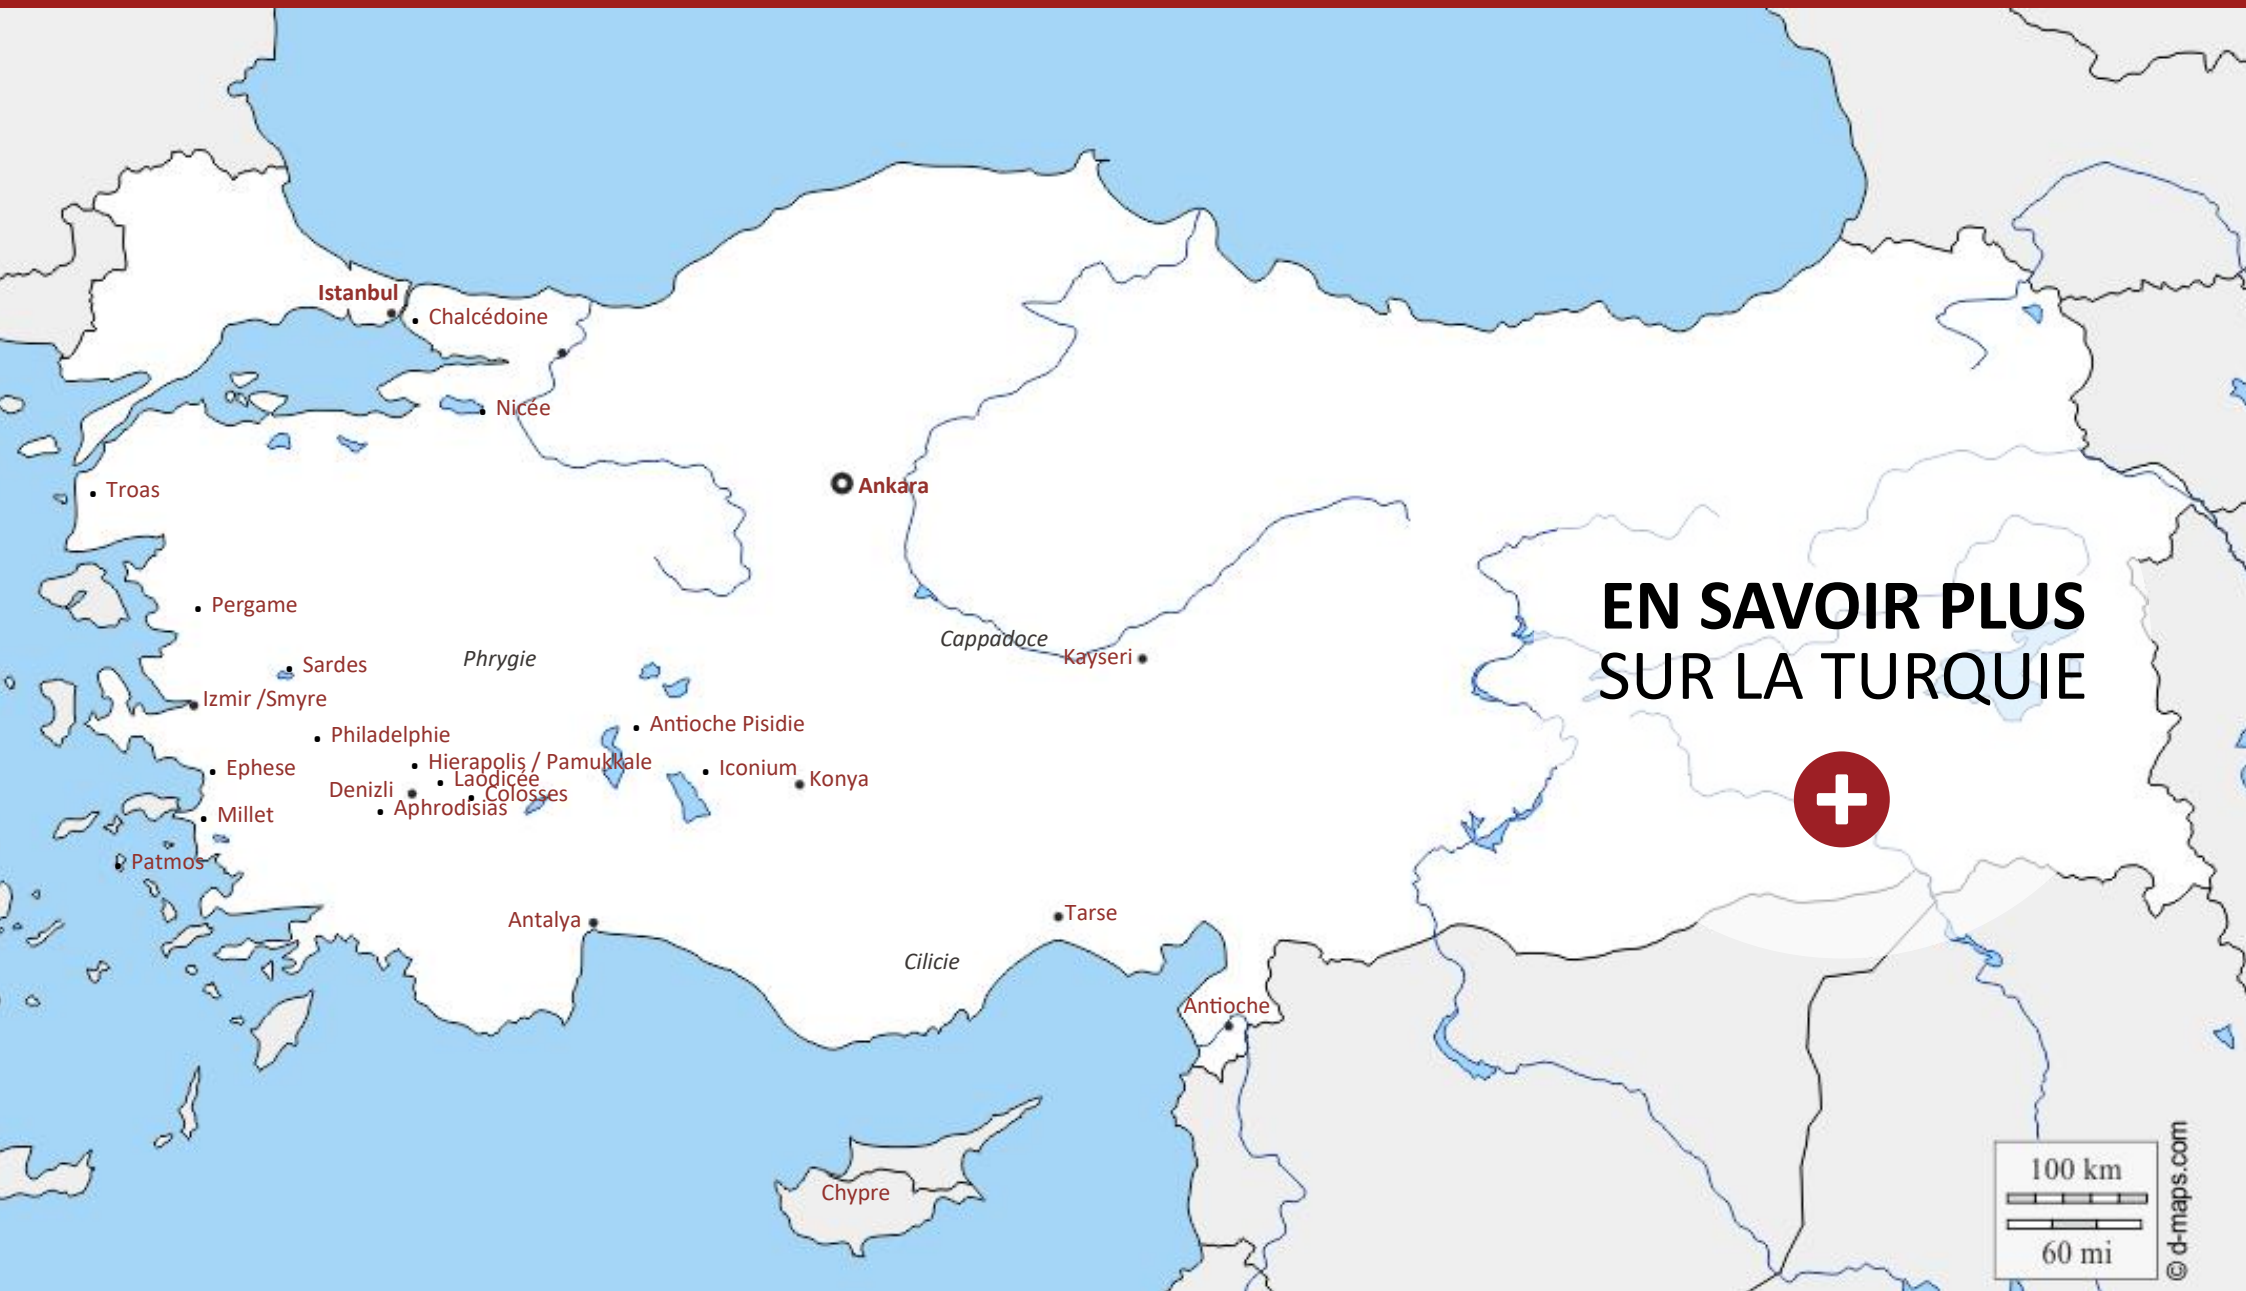 Istanbul
Chalcédoine
Nicée
Ankara
Troas
EN SAVOIR PLUS
SUR LA TURQUIE
Pergame
Cappadoce
Phrygie
Kayseri
Sardes
Izmir /Smyre
Antioche Pisidie
Philadelphie
Hierapolis / Pamukkale
Ephese
Iconium
Laodicée
Konya
Denizli
Colosses
Aphrodisias
Millet
Patmos
Tarse
Antalya
Cilicie
Antioche
Chypre
100 km
60 mi
© d-maps.com